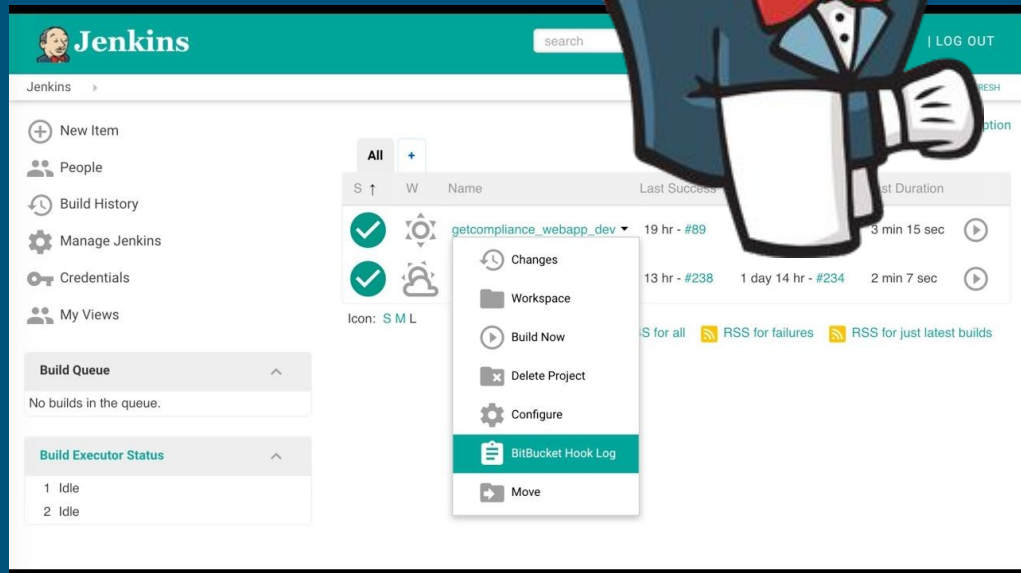 Jenkins
search
| LOG OUT
Jenkins
New Item
People
Build History
Manage Jenkins
Credentials
My Views
Build Queue
No builds in the queue.
Build Executor Status
1 Idle
2 Idle
All +
S ↑ W Name Last Success Duration
getcompliance_webapp_dev 19 hr - #89 3 min 15 sec
13 hr - #238 1 day 14 hr - #234 2 min 7 sec
Icon: S M L
for all RSS for failures RSS for just latest builds
Changes
Workspace
Build Now
Delete Project
Configure
BitBucket Hook Log
Move